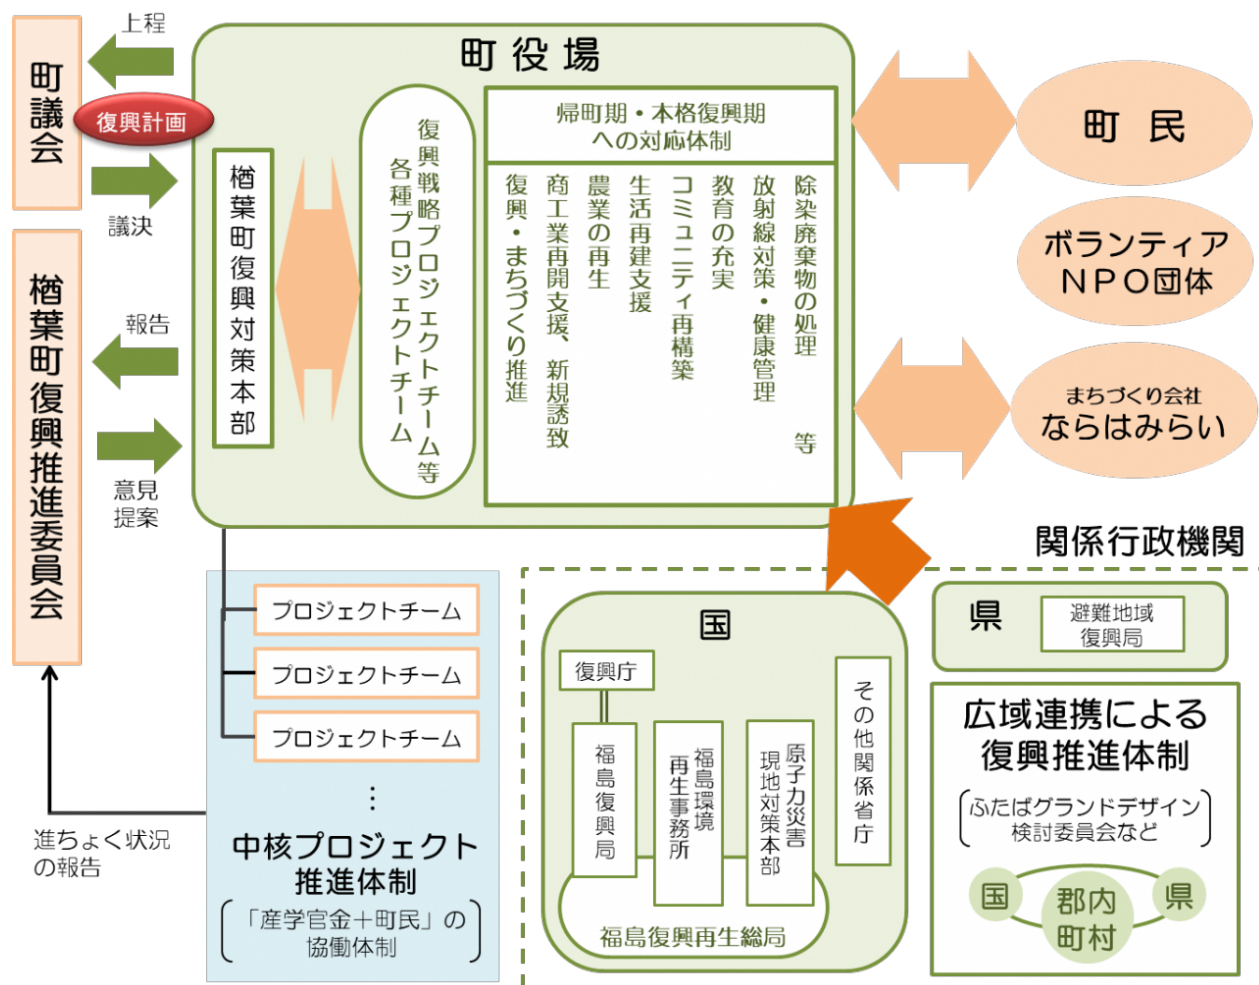 上程
町議会
復興計画
議決
楢葉町復興推進委員会
報告
意見
提案
進ちょく状況
の報告
町役場
楢葉町復興対策本部
復興戦略プロジェクトチーム等
各種プロジェクトチーム
帰町期・本格復興期
への対応体制
復興・まちづくり推進
商工業再開支援、新規誘致
農業の再生
生活再建支援
コミュニティ再構築
教育の充実
放射線対策・健康管理
除染廃棄物の処理 等
町 民
ボランティア
NPO団体
まちづくり会社
ならはみらい
プロジェクトチーム
プロジェクトチーム
プロジェクトチーム
⋮
中核プロジェクト
推進体制
「産学官金+町民」の
協働体制
関係行政機関
国
復興庁
福島復興局
福島環境
再生事務所
原子力災害
現地対策本部
その他関係省庁
福島復興再生総局
県
避難地域
復興局
広域連携による
復興推進体制
ふたばグランドデザイン
検討委員会など
国
郡内
町村
県